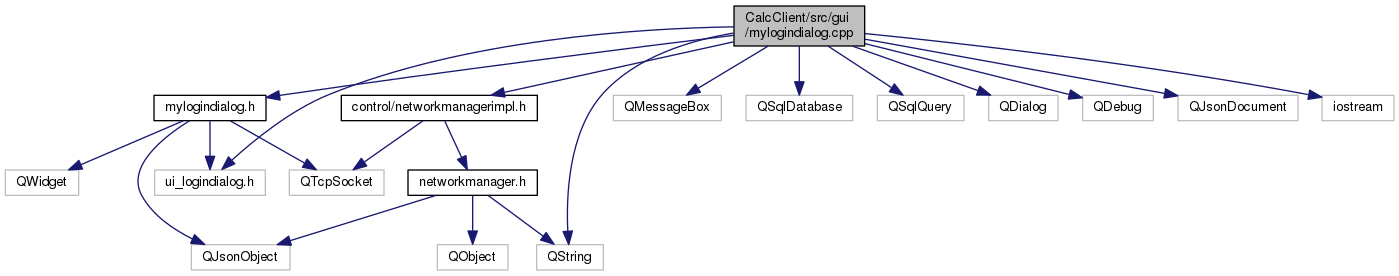 CalcClient/src/gui
/mylogindialog.cpp
mylogindialog.h
control/networkmanagerimpl.h
QMessageBox
QSqlDatabase
QSqlQuery
QDialog
QDebug
QJsonDocument
iostream
QWidget
ui_logindialog.h
QTcpSocket
networkmanager.h
QJsonObject
QObject
QString